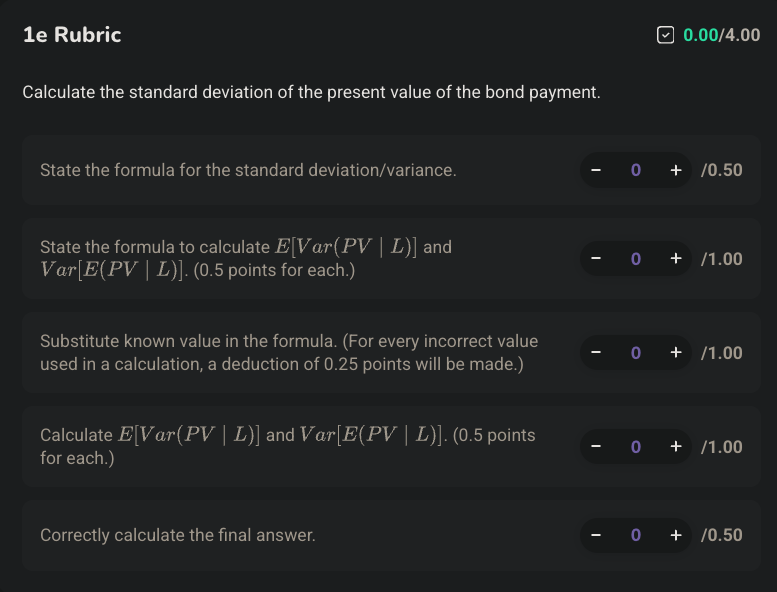 1e Rubric
0.00/4.00
Calculate the standard deviation of the present value of the bond payment.
State the formula for the standard deviation/variance.
− 0 + /0.50
State the formula to calculate E[Var(PV | L)] and
Var[E(PV | L)]. (0.5 points for each.)
− 0 + /1.00
Substitute known value in the formula. (For every incorrect value
used in a calculation, a deduction of 0.25 points will be made.)
− 0 + /1.00
Calculate E[Var(PV | L)] and Var[E(PV | L)]. (0.5 points
for each.)
− 0 + /1.00
Correctly calculate the final answer.
− 0 + /0.50